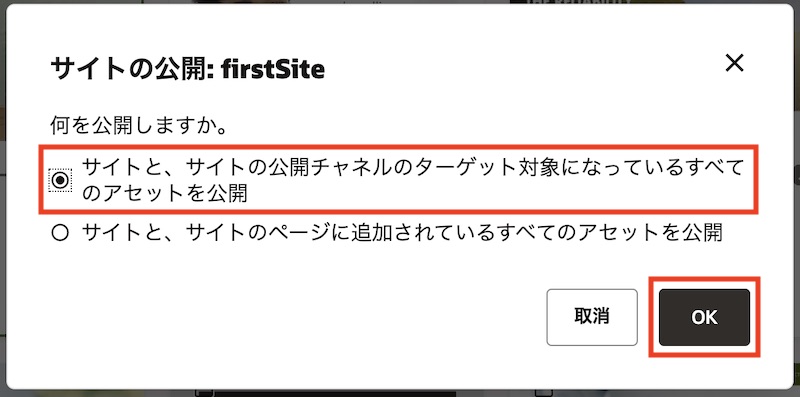 サイトの公開: firstSite
何を公開しますか。
サイトと、サイトの公開チャネルのターゲット対象になっているすべて
のアセットを公開
サイトと、サイトのページに追加されているすべてのアセットを公開
取消
OK